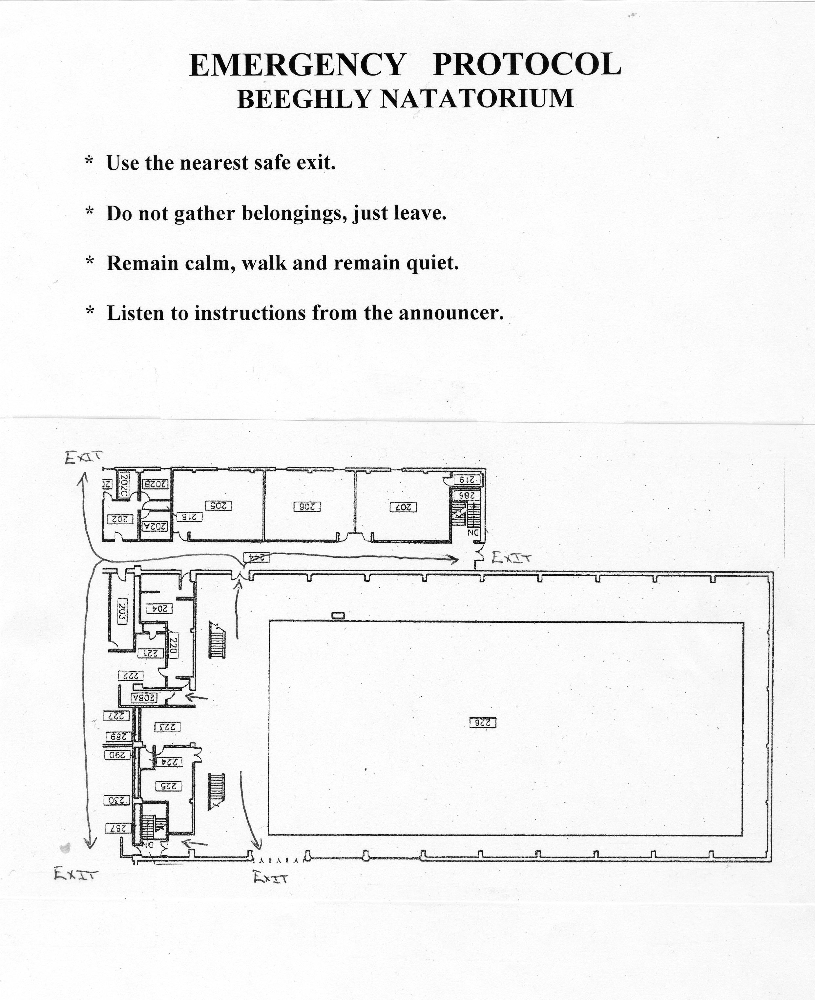 EMERGENCY PROTOCOL
BEEGHLY NATATORIUM
* Use the nearest safe exit.
* Do not gather belongings, just leave.
* Remain calm, walk and remain quiet.
* Listen to instructions from the announcer.
EXIT
202C
202B
219
286
205
206
207
218
202
202A
DN
244
EXIT
203
204
220
221
222
208A
227
223
226
289
290
224
225
230
287
DN
EXIT
EXIT